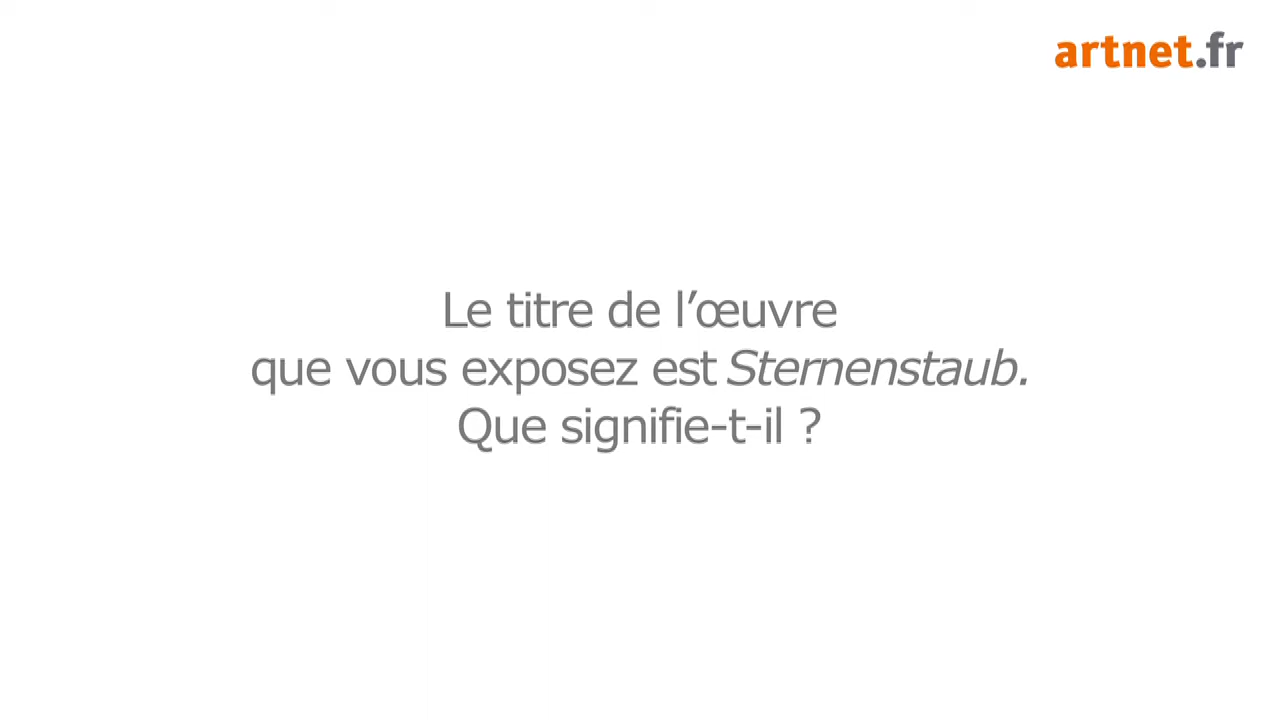 artnet.fr
Le titre de l’œuvre
que vous exposez est Sternenstaub.
Que signifie-t-il ?